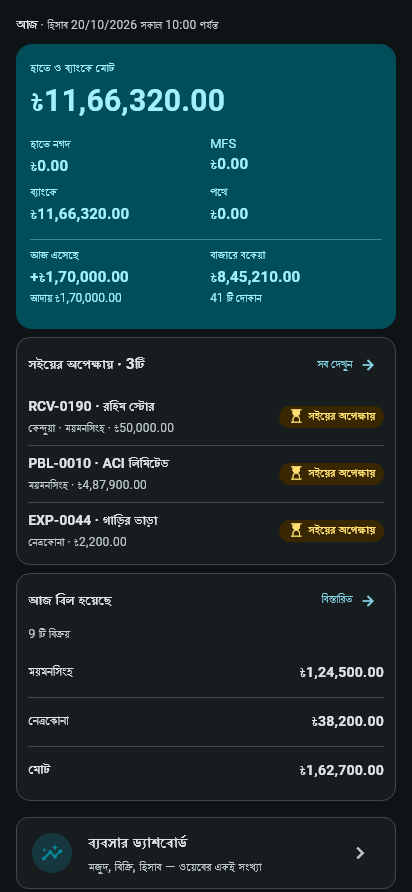 আজ · হিসাব 20/10/2026 সকাল 10:00 পর্যন্ত
হাতে ও ব্যাংকে মোট
৳11,66,320.00
হাতে নগদ
MFS
৳0.00
৳0.00
ব্যাংকে
পথে
৳11,66,320.00
৳0.00
আজ এসেছে
বাজারে বকেয়া
+৳1,70,000.00
৳8,45,210.00
আদায় ৳1,70,000.00
41 টি দোকান
সইয়ের অপেক্ষায় · 3টি
সব দেখুন →
RCV-0190 · রহিম স্টোর
কেন্দুয়া · ময়মনসিংহ · ৳50,000.00
সইয়ের অপেক্ষায়
PBL-0010 · ACI লিমিটেড
ময়মনসিংহ · ৳4,87,900.00
সইয়ের অপেক্ষায়
EXP-0044 · গাড়ির ভাড়া
নেত্রকোনা · ৳2,200.00
সইয়ের অপেক্ষায়
আজ বিল হয়েছে
বিস্তারিত →
9 টি বিক্রয়
ময়মনসিংহ
৳1,24,500.00
নেত্রকোনা
৳38,200.00
মোট
৳1,62,700.00
ব্যবসার ড্যাশবোর্ড
মজুদ, বিক্রি, হিসাব — ওয়েবের একই সংখ্যা